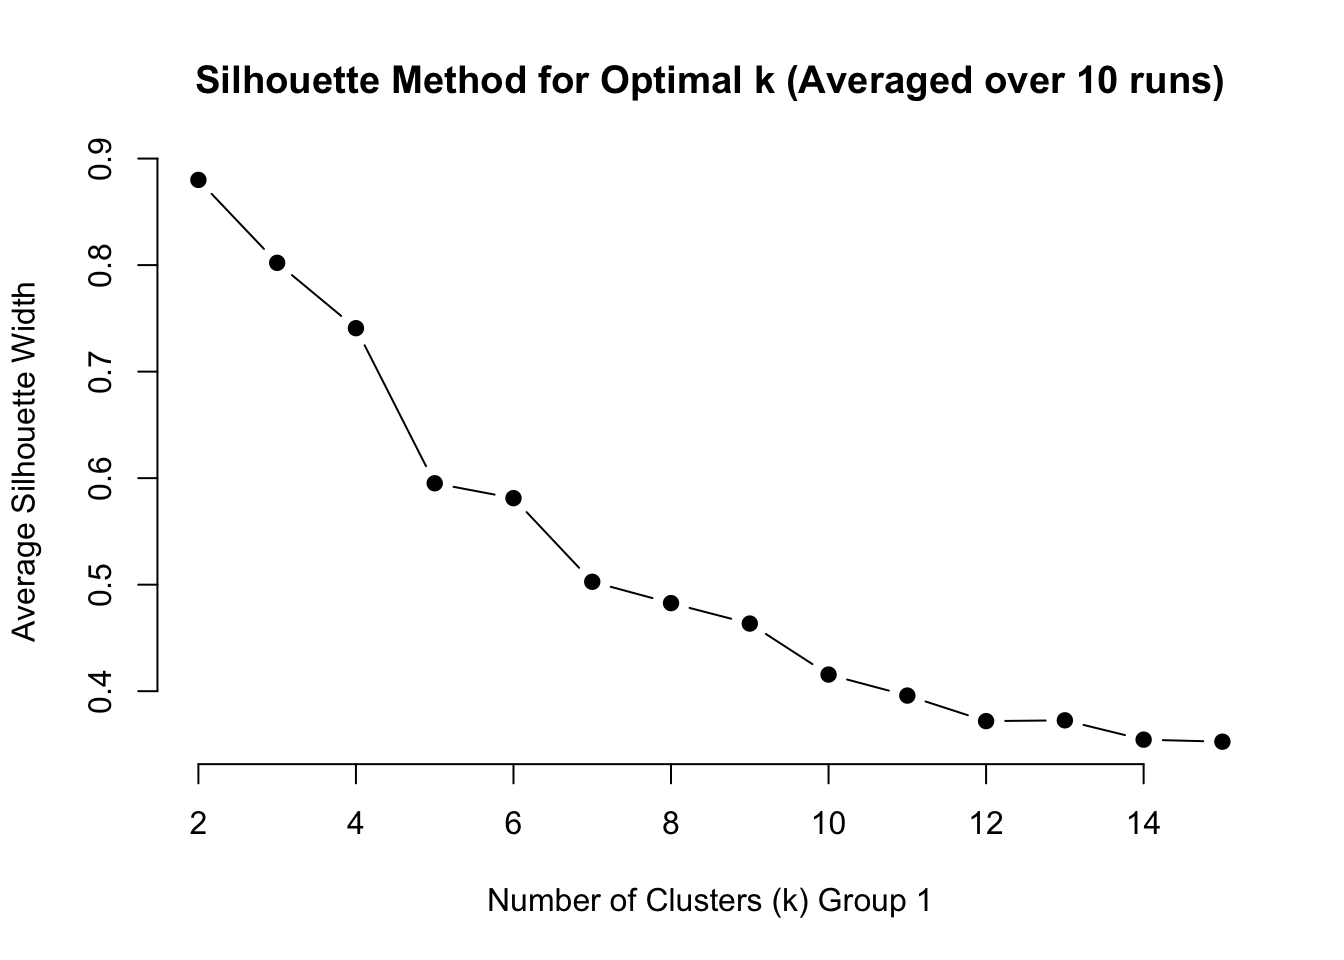 Silhouette Method for Optimal k (Averaged over 10 runs)
Average Silhouette Width
0.9
0.8
0.7
0.6
0.5
0.4
2 4 6 8 10 12 14
Number of Clusters (k) Group 1